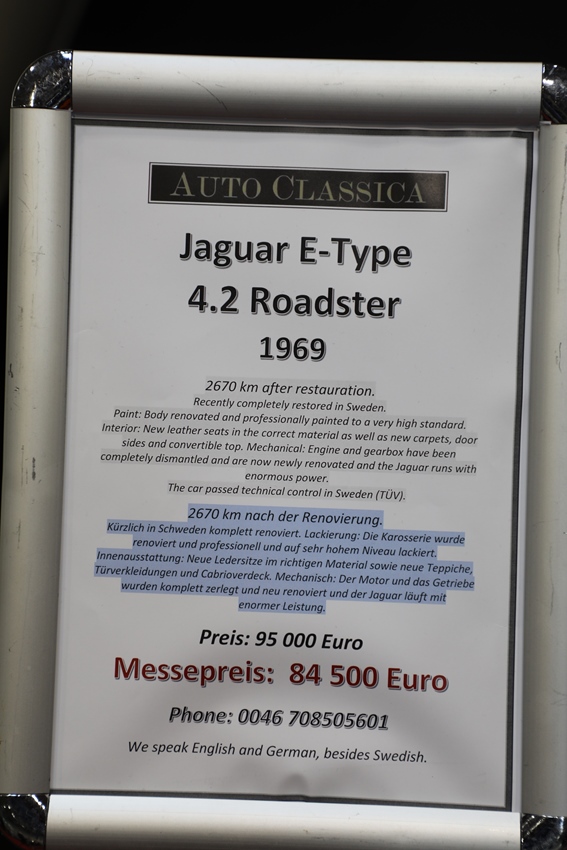 AUTO CLASSICA
Jaguar E-Type
4.2 Roadster
1969
2670 km after restauration.
Recently completely restored in Sweden.
Paint: Body renovated and professionally painted to a very high standard.
Interior: New leather seats in the correct material as well as new carpets, door
sides and convertible top. Mechanical: Engine and gearbox have been
completely dismantled and are now newly renovated and the Jaguar runs with
enormous power.
The car passed technical control in Sweden (TÜV).
2670 km nach der Renovierung.
Kürzlich in Schweden komplett renoviert. Lackierung: Die Karosserie wurde
renoviert und professionell und auf sehr hohem Niveau lackiert.
Innenausstattung: Neue Ledersitze im richtigen Material sowie neue Teppiche,
Türverkleidungen und Cabrioverdeck. Mechanisch: Der Motor und das Getriebe
wurden komplett zerlegt und neu renoviert und der Jaguar läuft mit
enormer Leistung.
Preis: 95 000 Euro
Messepreis: 84 500 Euro
Phone: 0046 708505601
We speak English and German, besides Swedish.